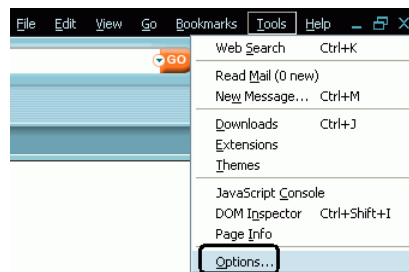 File Edit View Go Bookmarks Tools Help
GO
Web Search Ctrl+K
Read Mail (0 new)
New Message... Ctrl+M
Downloads Ctrl+J
Extensions
Themes
JavaScript Console
DOM Inspector Ctrl+Shift+I
Page Info
Options...